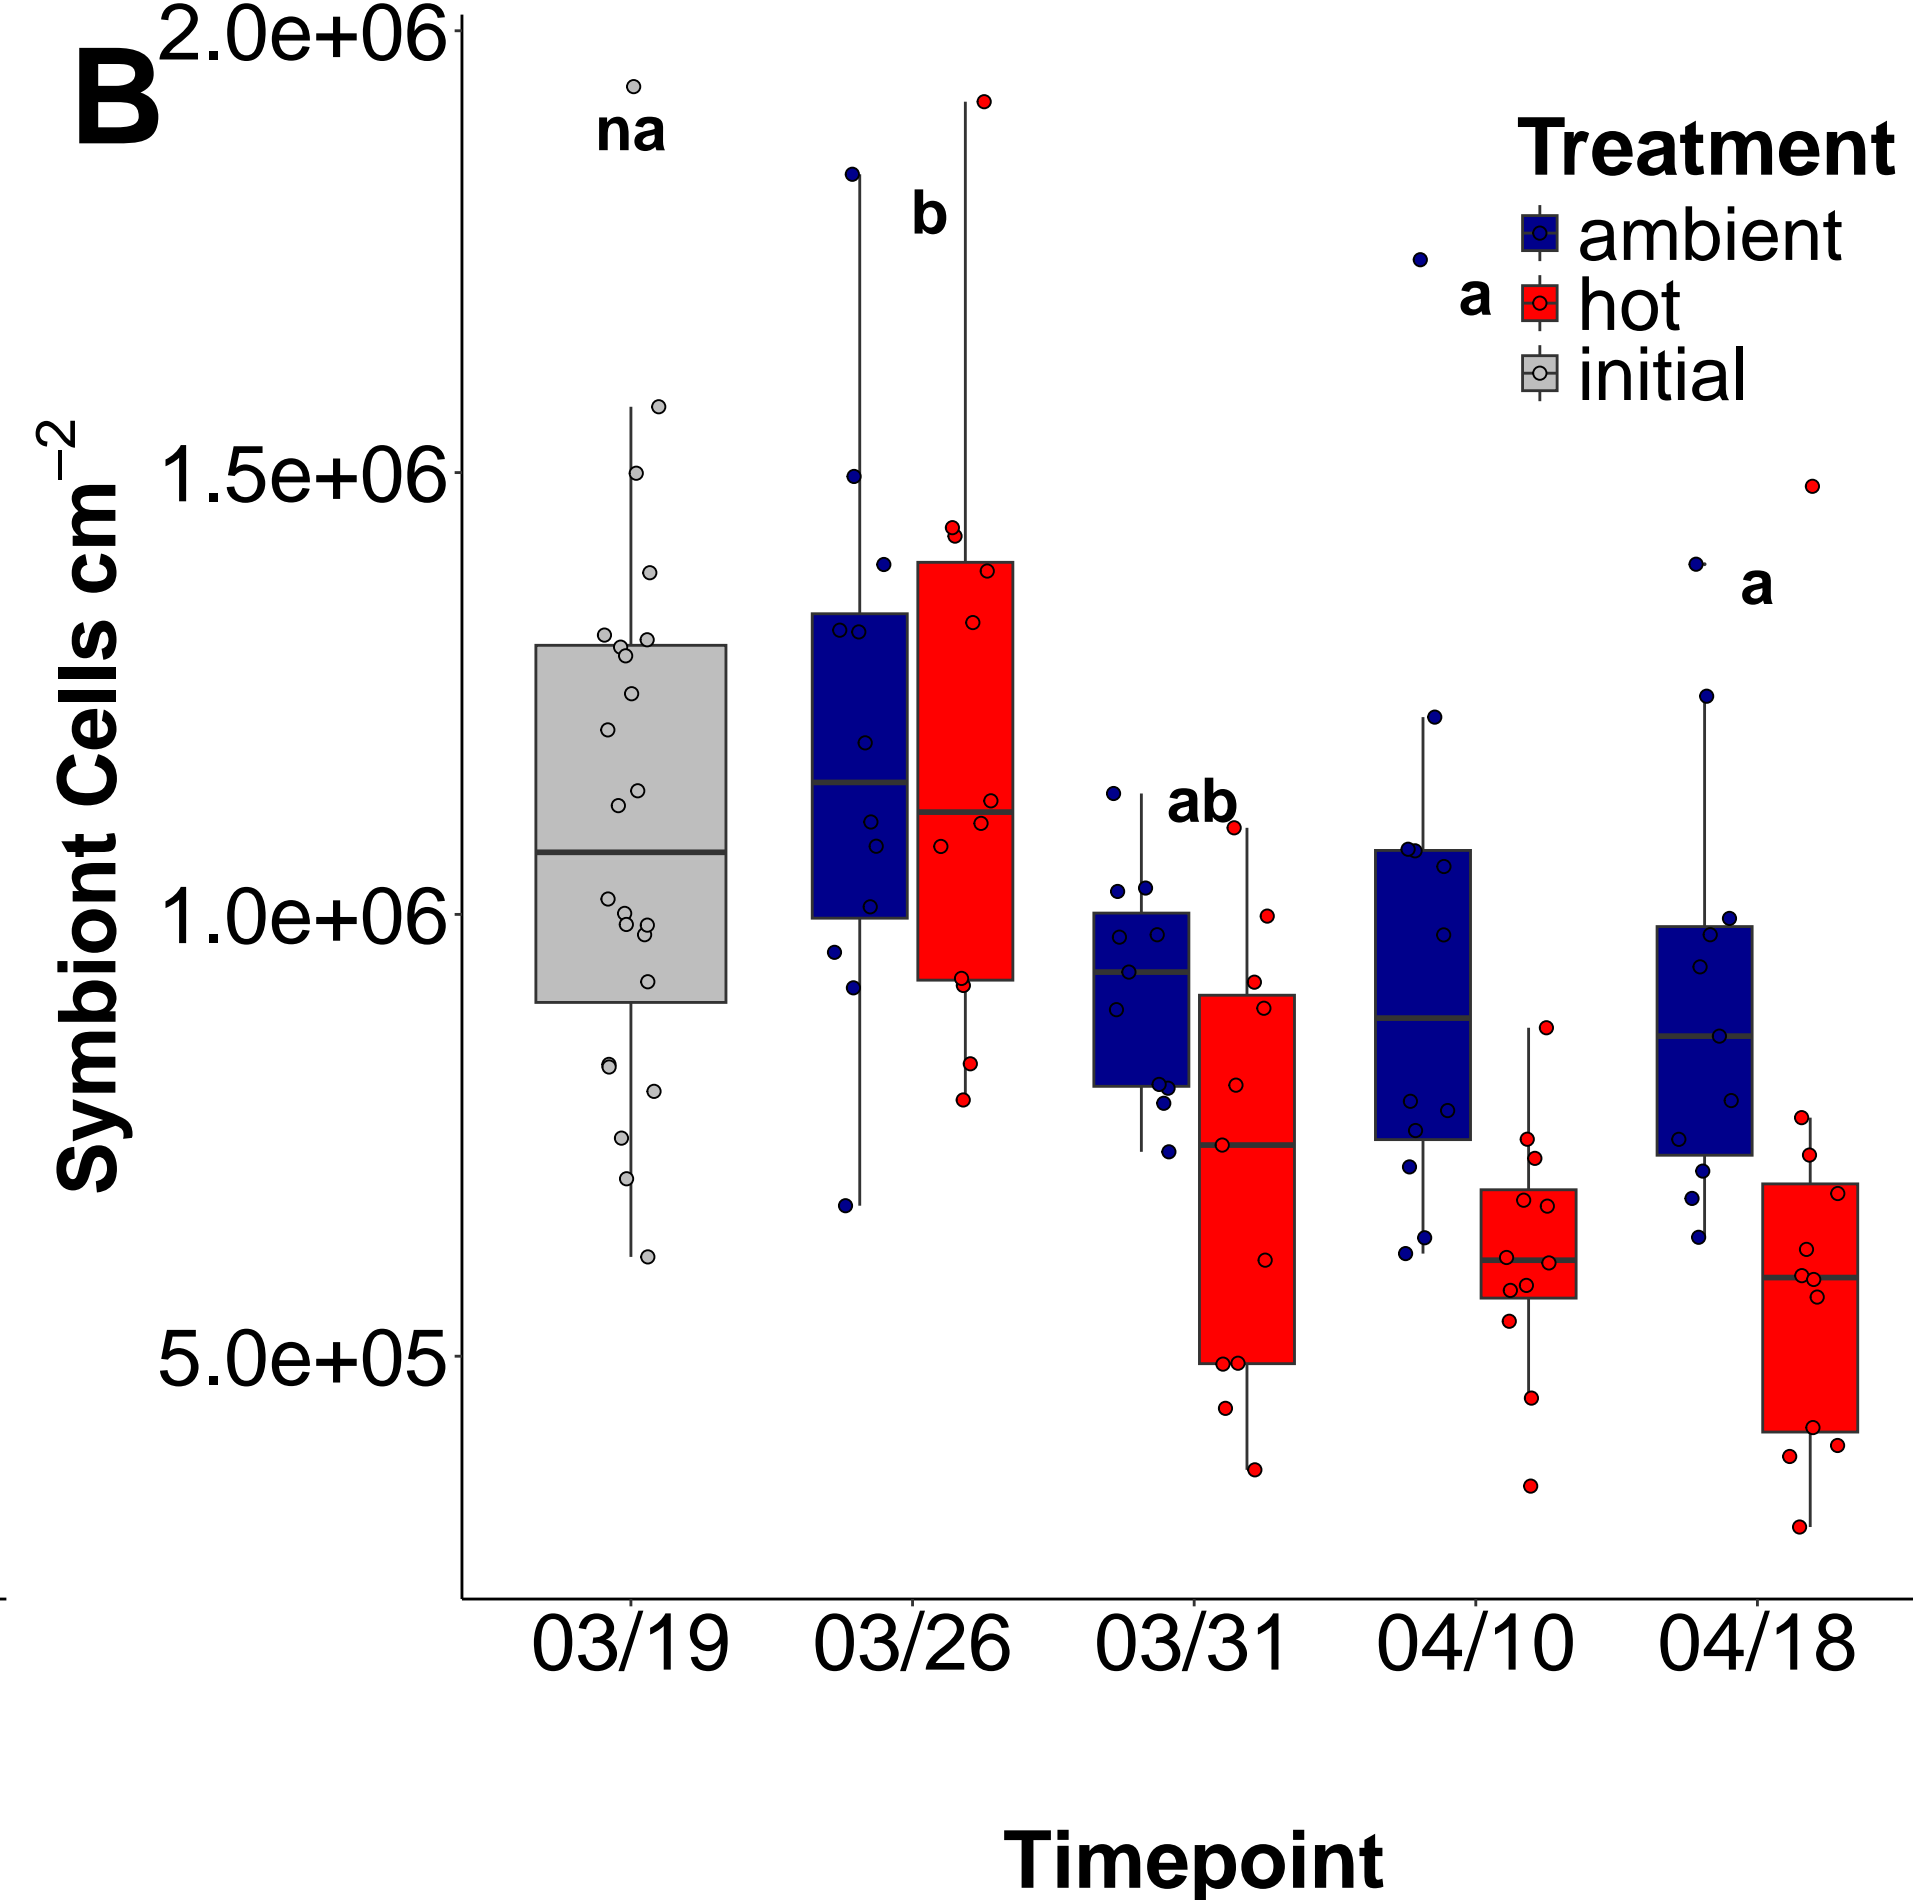 B
2.0e+06
1.5e+06
1.0e+06
5.0e+05
Symbiont Cells cm−2
na
b
ab
a
a
Treatment
ambient
hot
initial
03/19
03/26
03/31
04/10
04/18
Timepoint